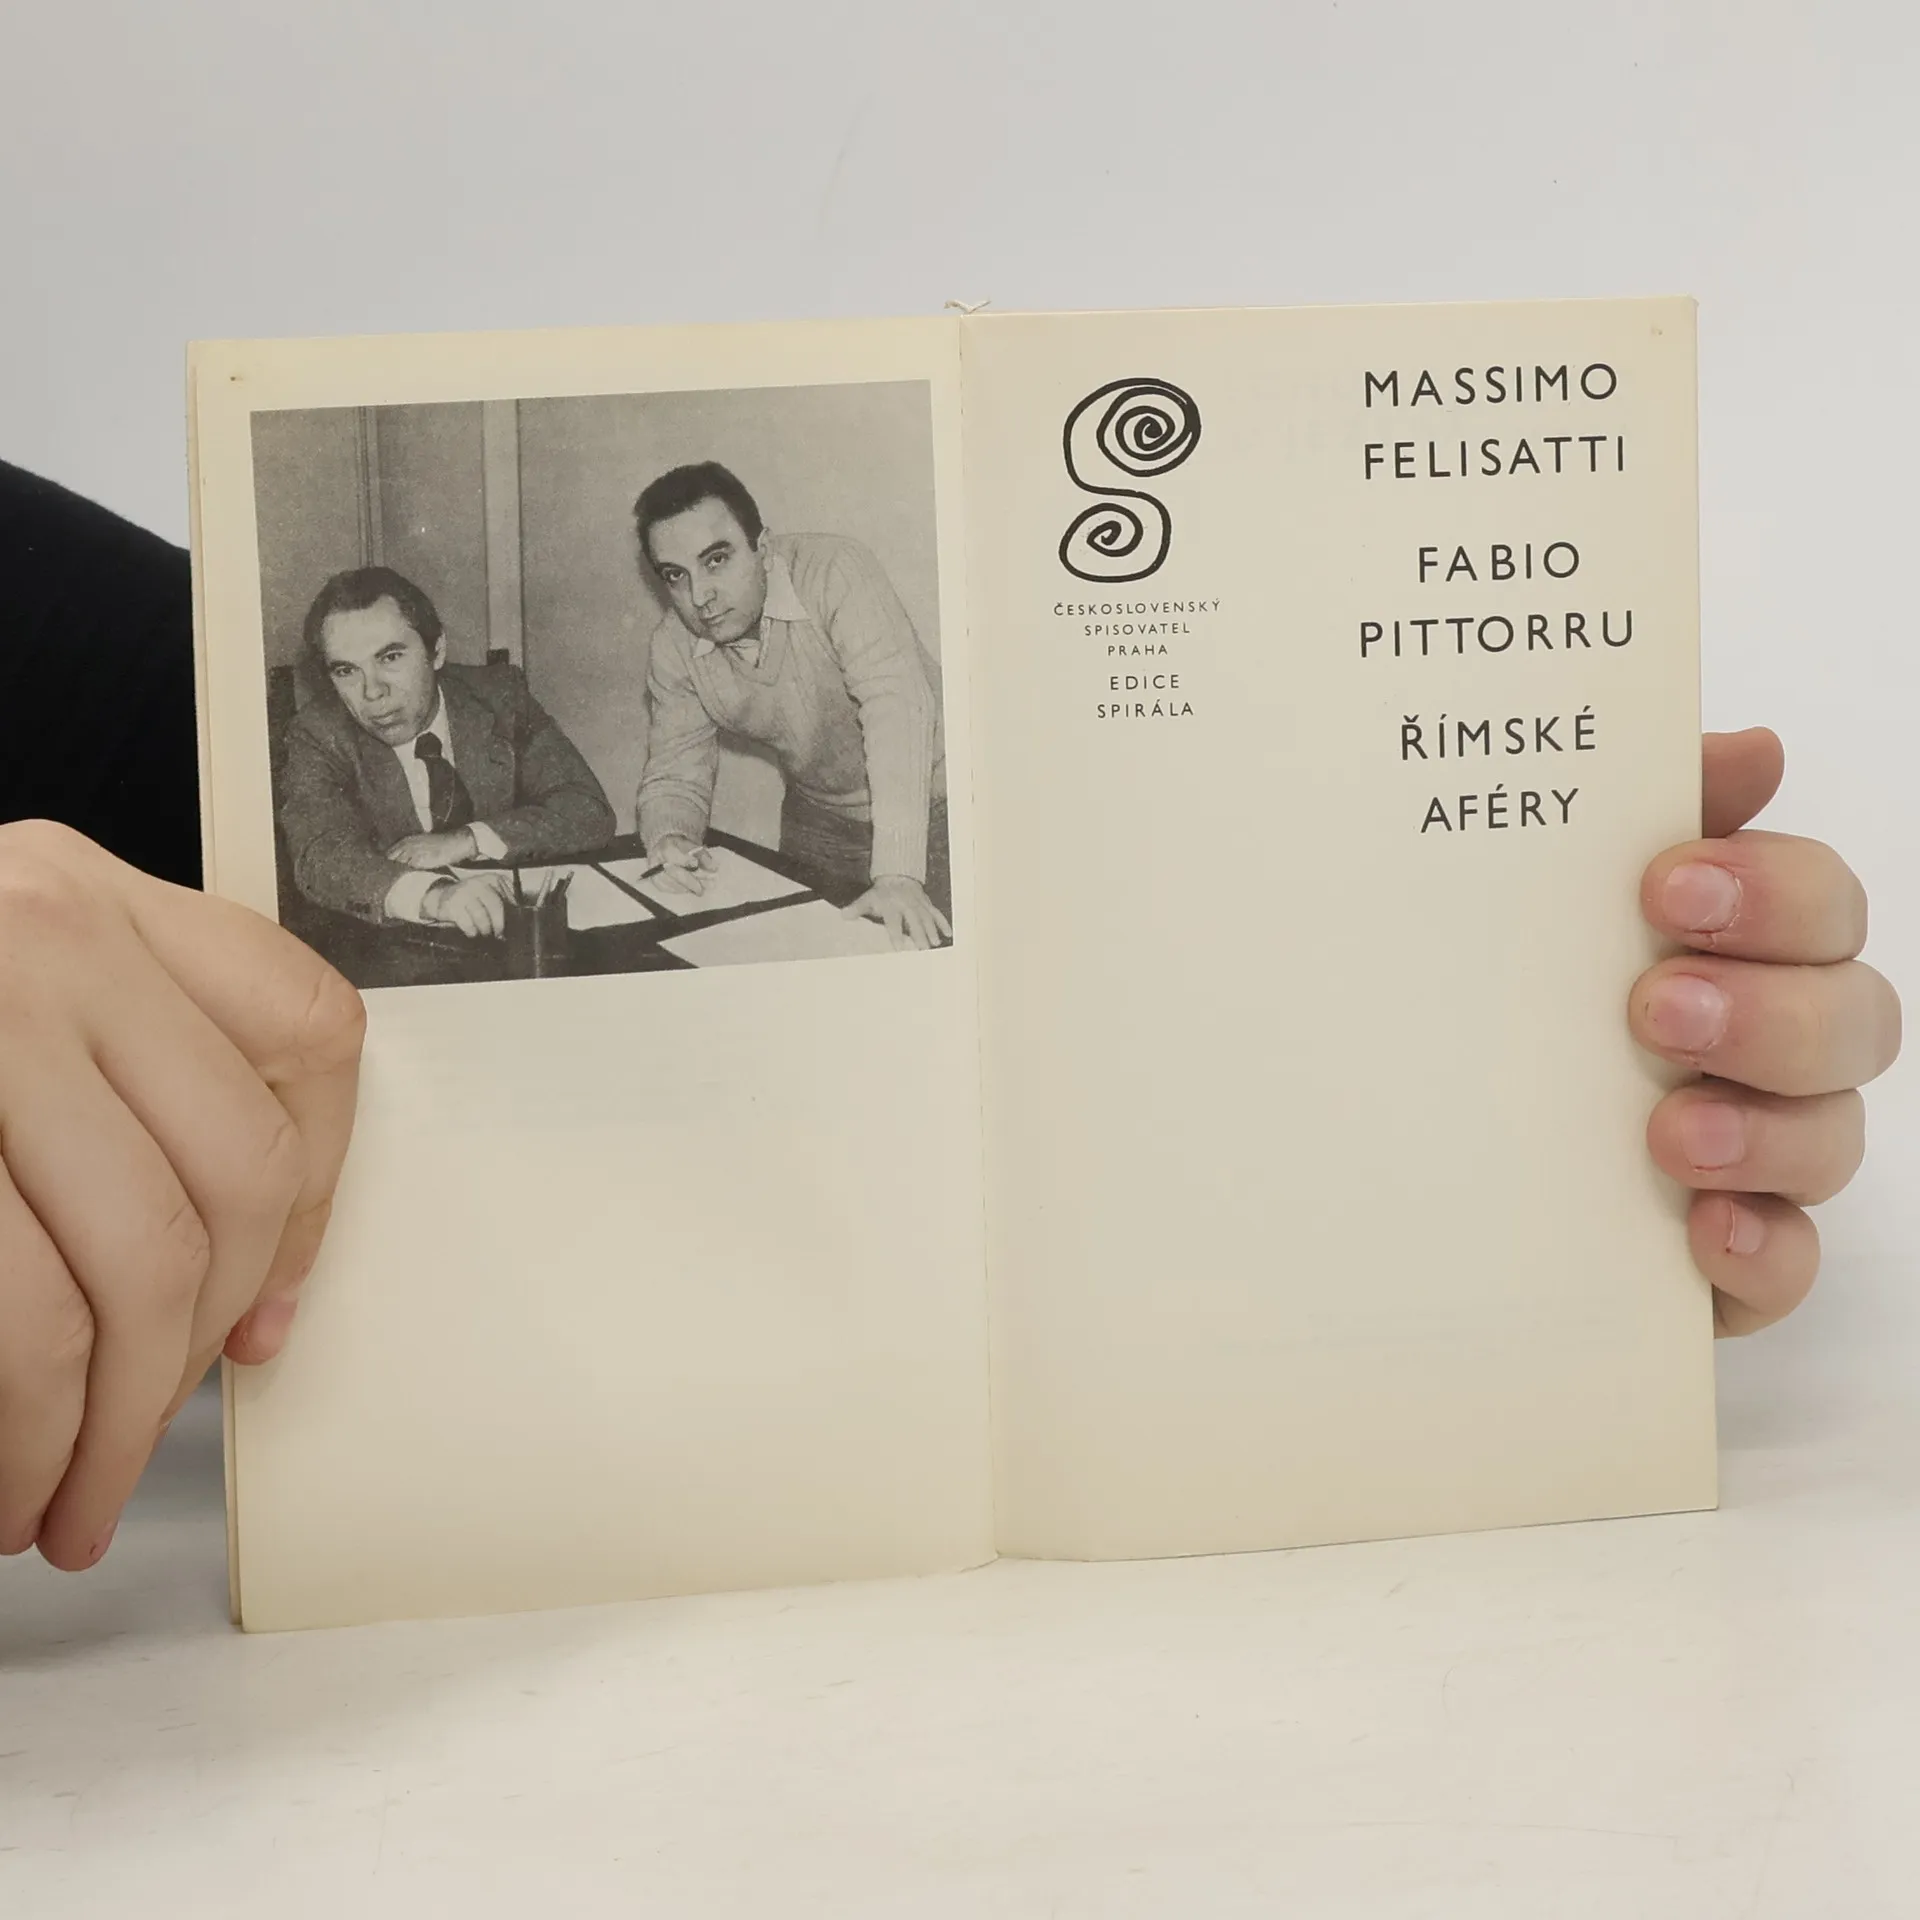 ČESKOSLOVENSKÝ
SPISOVATEL
PRAHA
EDICE
SPIRÁLA
MASSIMO
FELISATTI
FABIO
PITTORRU
ŘÍMSKÉ
AFÉRY